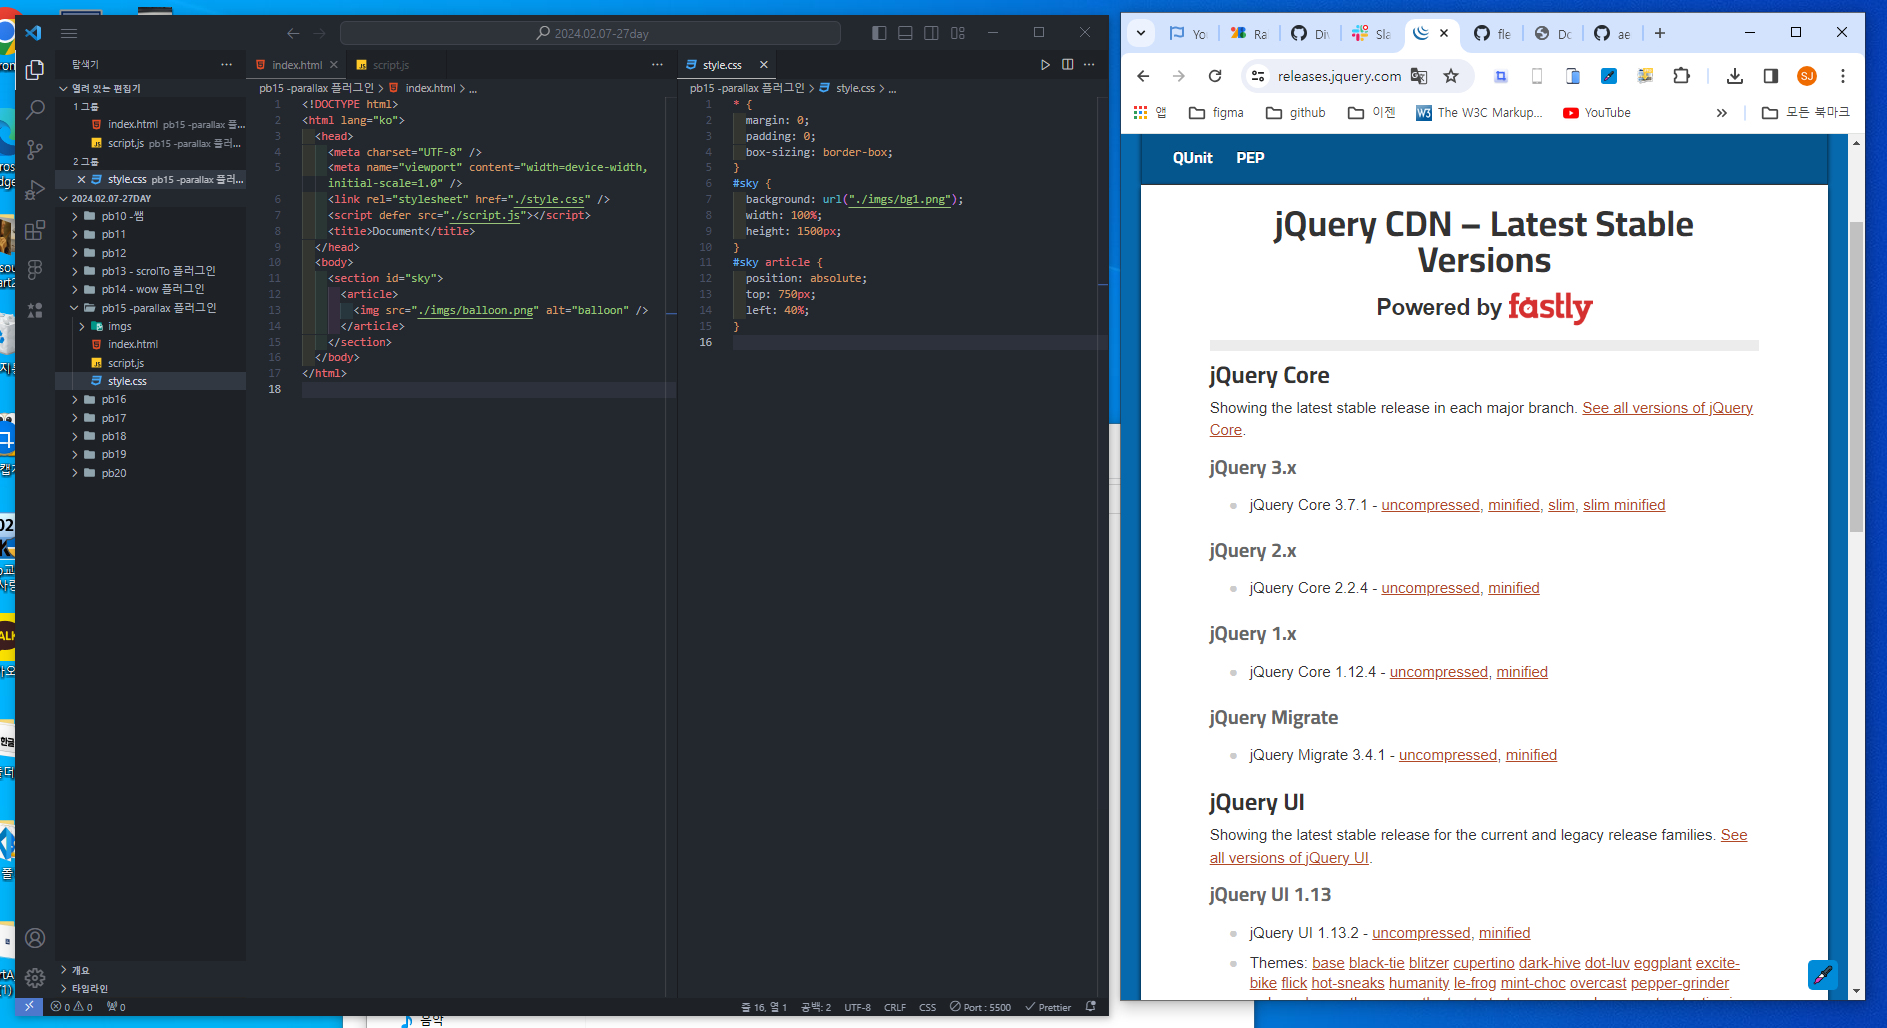 2024.02.07-27day
탐색기
열려 있는 편집기
1 그룹
index.html pb15 -parallax 플...
script.js pb15 -parallax 플러...
2 그룹
style.css pb15 -parallax 플러...
2024.02.07-27DAY
pb10 -쌤
pb11
pb12
pb13 - scrolTo 플러그인
pb14 - wow 플러그인
pb15 -parallax 플러그인
imgs
index.html
script.js
style.css
pb16
pb17
pb18
pb19
pb20
개요
타임라인
index.html
script.js
pb15 -parallax 플러그인 > index.html > ...
1 <!DOCTYPE html>
2 <html lang="ko">
3 <head>
4 <meta charset="UTF-8" />
5 <meta name="viewport" content="width=device-width,
initial-scale=1.0" />
6 <link rel="stylesheet" href="./style.css" />
7 <script defer src="./script.js"></script>
8 <title>Document</title>
9 </head>
10 <body>
11 <section id="sky">
12 <article>
13 <img src="./imgs/balloon.png" alt="balloon" />
14 </article>
15 </section>
16 </body>
17 </html>
18
style.css
pb15 -parallax 플러그인 > style.css > ...
1 * {
2 margin: 0;
3 padding: 0;
4 box-sizing: border-box;
5 }
6 #sky {
7 background: url("./imgs/bg1.png");
8 width: 100%;
9 height: 1500px;
10 }
11 #sky article {
12 position: absolute;
13 top: 750px;
14 left: 40%;
15 }
16
0 0 0
줄 16, 열 1 공백: 2 UTF-8 CRLF CSS Port : 5500 Prettier
음악
Sla
fle
ae
releases.jquery.com
SJ
앱 figma github 이젠 The W3C Markup... YouTube » 모든 북마크
QUnit PEP
jQuery CDN – Latest Stable
Versions
Powered by fastly
jQuery Core
Showing the latest stable release in each major branch. See all versions of jQuery
Core.
jQuery 3.x
jQuery Core 3.7.1 - uncompressed, minified, slim, slim minified
jQuery 2.x
jQuery Core 2.2.4 - uncompressed, minified
jQuery 1.x
jQuery Core 1.12.4 - uncompressed, minified
jQuery Migrate
jQuery Migrate 3.4.1 - uncompressed, minified
jQuery UI
Showing the latest stable release for the current and legacy release families. See
all versions of jQuery UI.
jQuery UI 1.13
jQuery UI 1.13.2 - uncompressed, minified
Themes: base black-tie blitzer cupertino dark-hive dot-luv eggplant excite-
bike flick hot-sneaks humanity le-frog mint-choc overcast pepper-grinder